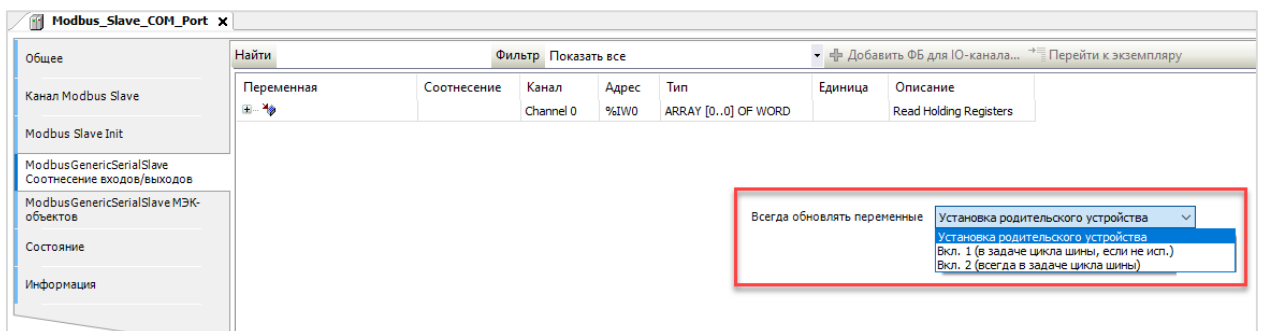 Modbus_Slave_COM_Port x
Общее
Канал Modbus Slave
Modbus Slave Init
ModbusGenericSerialSlave
Соотнесение входов/выходов
ModbusGenericSerialSlave МЭК-
объектов
Состояние
Информация
Найти Фильтр Показать все Добавить ФБ для IO-канала... Перейти к экземпляру
Переменная Соотнесение Канал Адрес Тип Единица Описание
Channel 0 %IW0 ARRAY [0..0] OF WORD Read Holding Registers
Всегда обновлять переменные Установка родительского устройства
Установка родительского устройства
Вкл. 1 (в задаче цикла шины, если не исп.)
Вкл. 2 (всегда в задаче цикла шины)